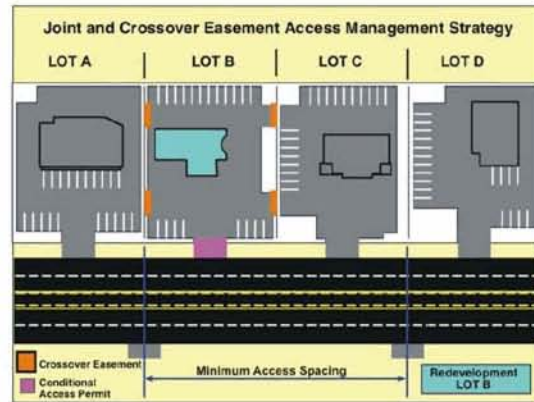 Joint and Crossover Easement Access Management Strategy
LOT A LOT B LOT C LOT D
Crossover Easement
Conditional
Access Permit
Minimum Access Spacing
Redevelopment
LOT B